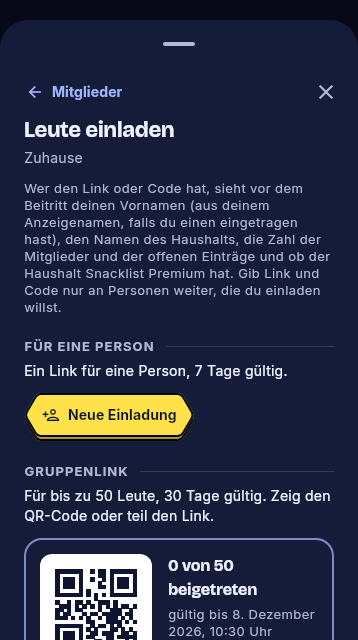 Mitglieder
Leute einladen
Zuhause
Wer den Link oder Code hat, sieht vor dem
Beitritt deinen Vornamen (aus deinem
Anzeigenamen, falls du einen eingetragen
hast), den Namen des Haushalts, die Zahl der
Mitglieder und der offenen Einträge und ob der
Haushalt Snacklist Premium hat. Gib Link und
Code nur an Personen weiter, die du einladen
willst.
FÜR EINE PERSON
Ein Link für eine Person, 7 Tage gültig.
Neue Einladung
GRUPPENLINK
Für bis zu 50 Leute, 30 Tage gültig. Zeig den
QR-Code oder teil den Link.
0 von 50
beigetreten
gültig bis 8. Dezember
2026, 10:30 Uhr